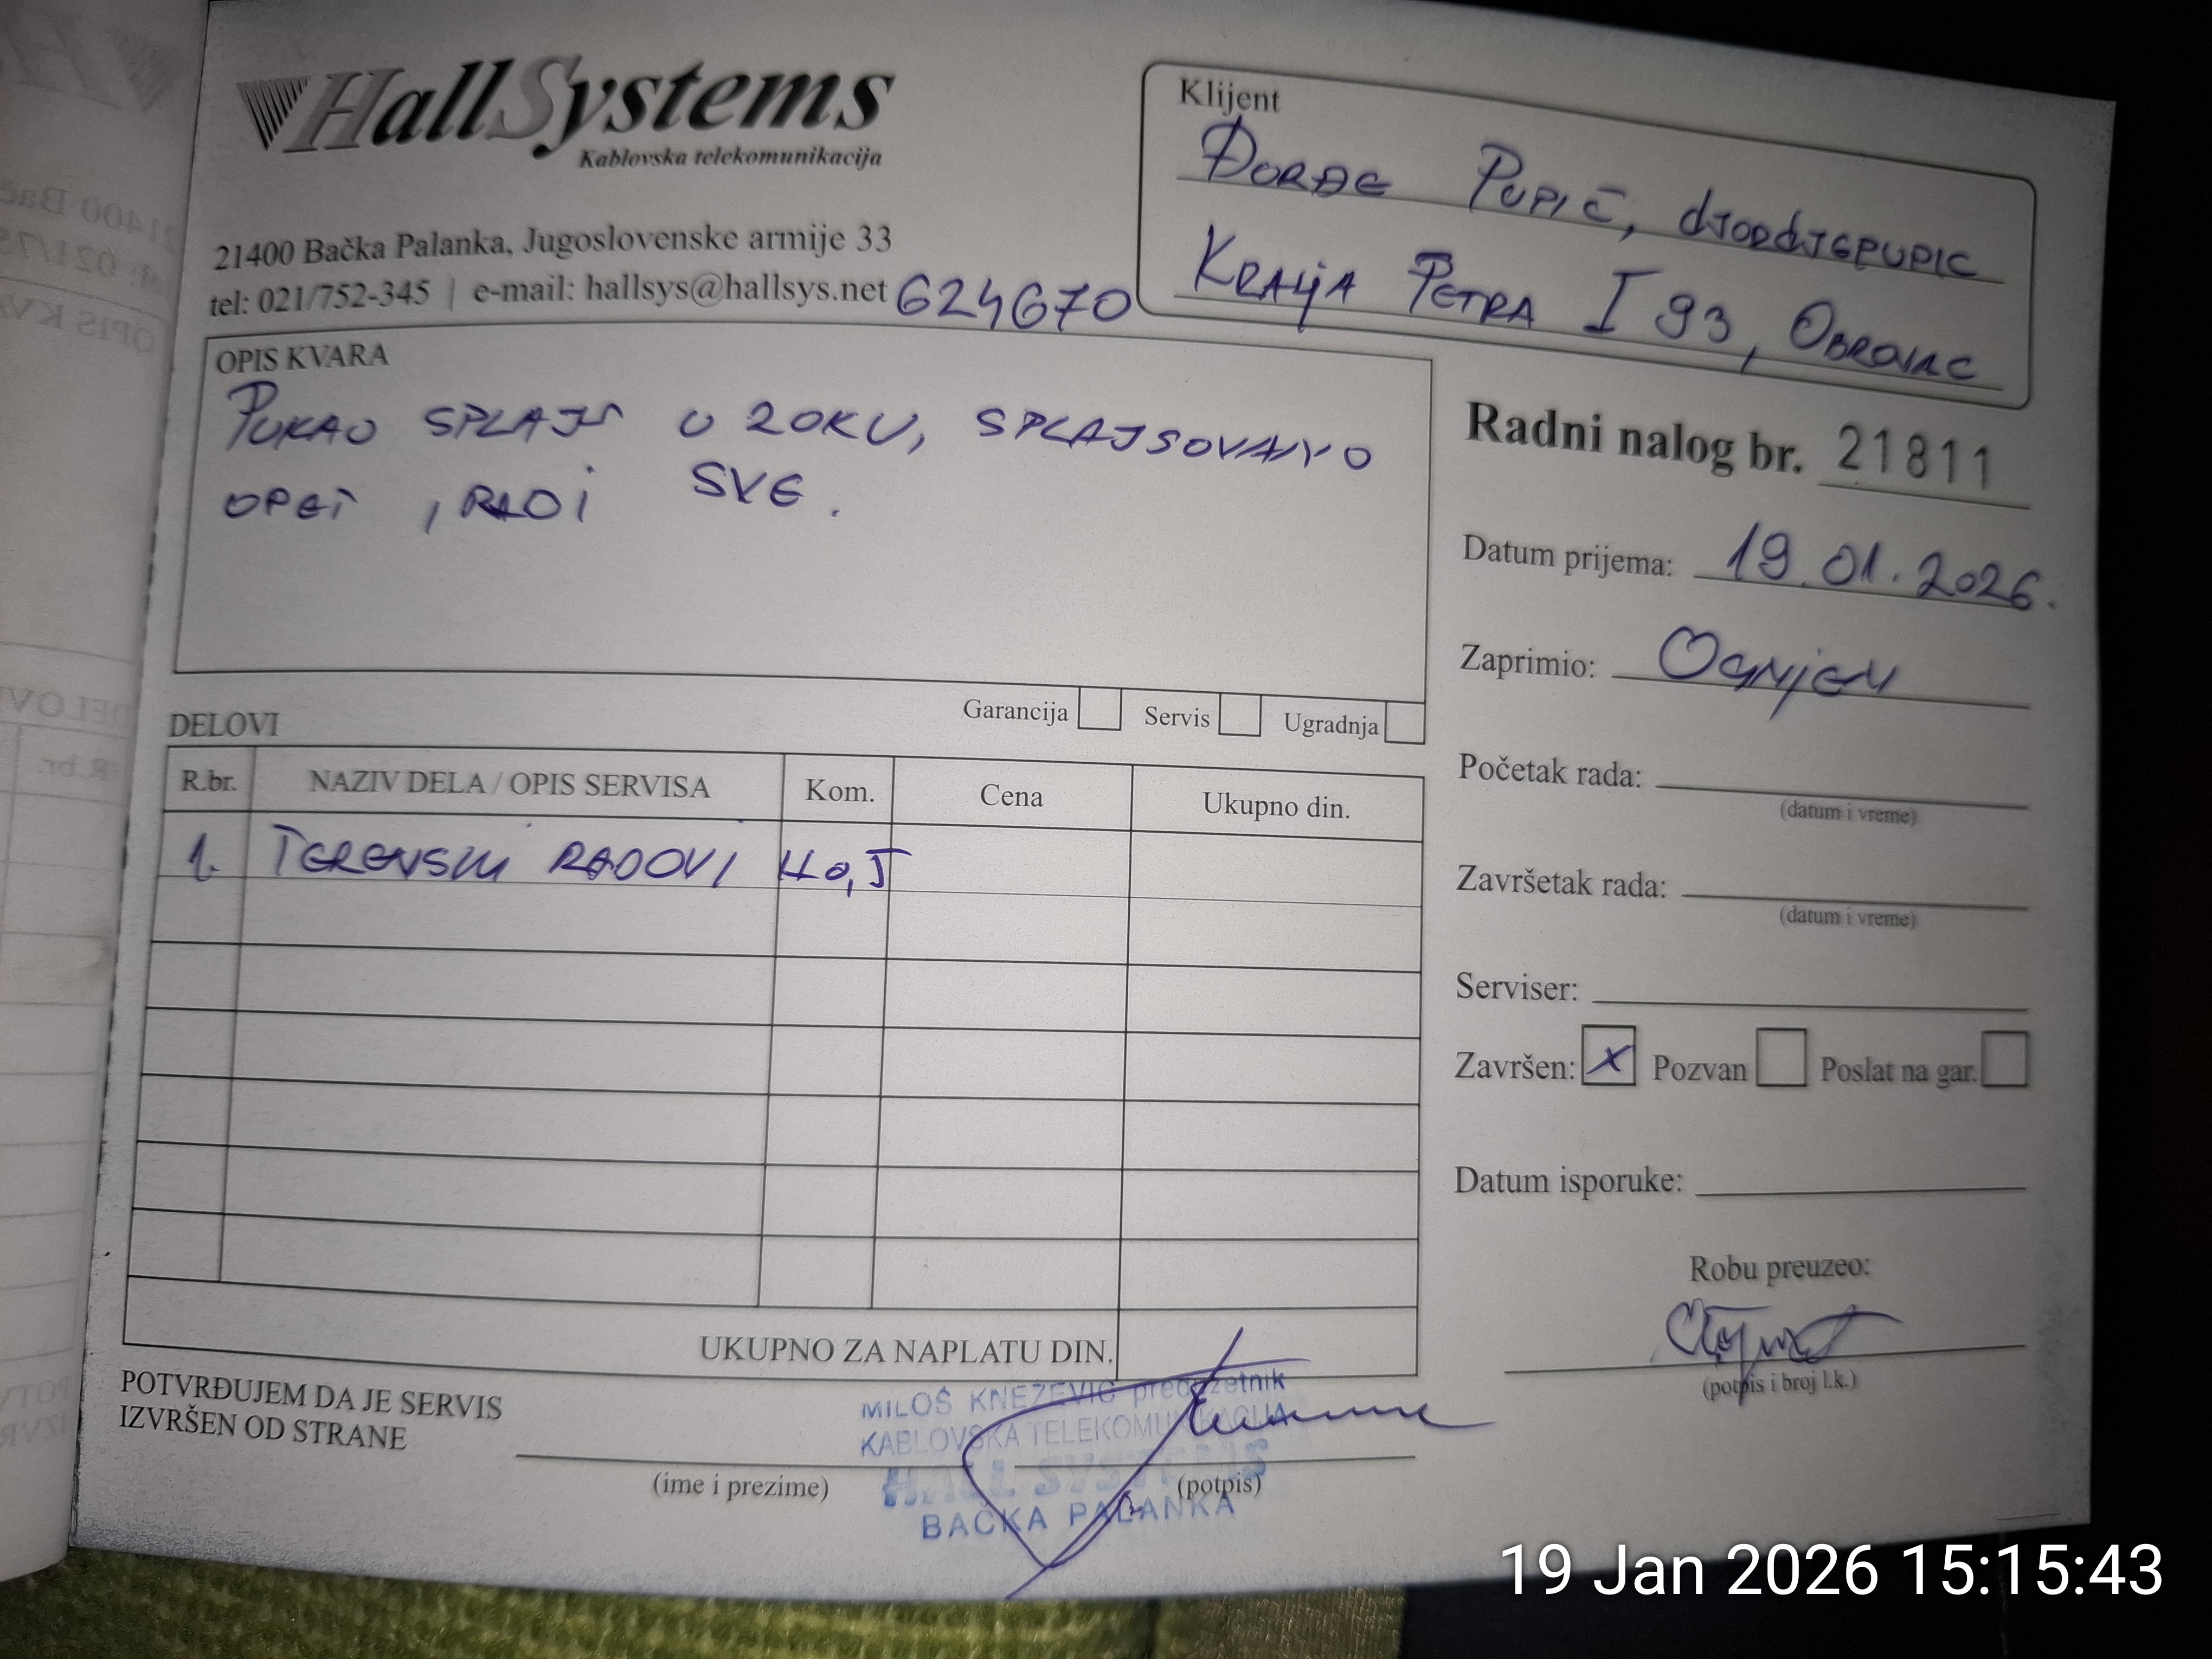 HallSystems
Kablovska telekomunikacija
21400 Bačka Palanka, Jugoslovenske armije 33
tel: 021/752-345 | e-mail: hallsys@hallsys.net
624670
Klijent
ĐORĐE PUPIĆ, djordjepupic
KRALJA PETRA I 93, OBROVAC
OPIS KVARA
PUKAO SPLAJS U ZOKU, SPLAJSOVANO
OPET, RADI SVE.
Garancija Servis Ugradnja
Radni nalog br. 21811
Datum prijema: 19.01.2026.
Zaprimio: OGNJEN
Početak rada:
(datum i vreme)
Završetak rada:
(datum i vreme)
Serviser:
Završen: X Pozvan Poslat na gar.
Datum isporuke:
Robu preuzeo:
(potpis i broj l.k.)
DELOVI
R.br. NAZIV DELA / OPIS SERVISA Kom. Cena Ukupno din.
1. TERENSKI RADOVI
UKUPNO ZA NAPLATU DIN.
POTVRĐUJEM DA JE SERVIS
IZVRŠEN OD STRANE
(ime i prezime)
(potpis)
MILOŠ KNEŽEVIĆ preduzetnik
KABLOVSKA TELEKOMUNIKACIJA
HALL SYSTEMS
BAČKA PALANKA
19 Jan 2026 15:15:43